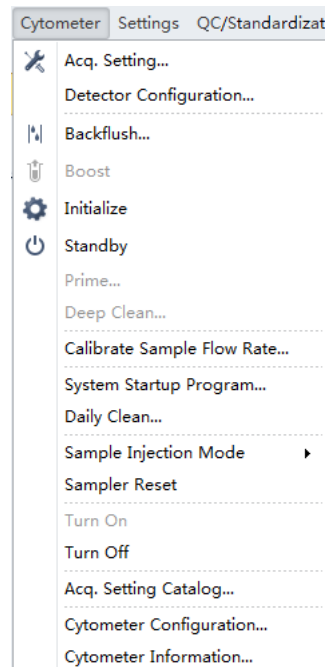 Cytometer Settings QC/Standardizat
Acq. Setting...
Detector Configuration...
Backflush...
Boost
Initialize
Standby
Prime...
Deep Clean...
Calibrate Sample Flow Rate...
System Startup Program...
Daily Clean...
Sample Injection Mode
Sampler Reset
Turn On
Turn Off
Acq. Setting Catalog...
Cytometer Configuration...
Cytometer Information...